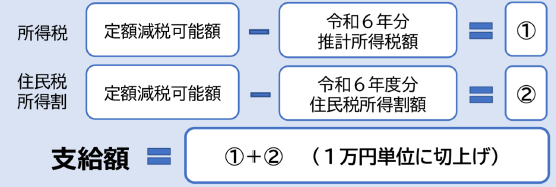 所得税 定額減税可能額 － 令和６年分 ＝ ①
推計所得税額
住民税 定額減税可能額 － 令和６年度分 ＝ ②
所得割 住民税所得割額
支給額 ＝ ①＋② （１万円単位に切上げ）